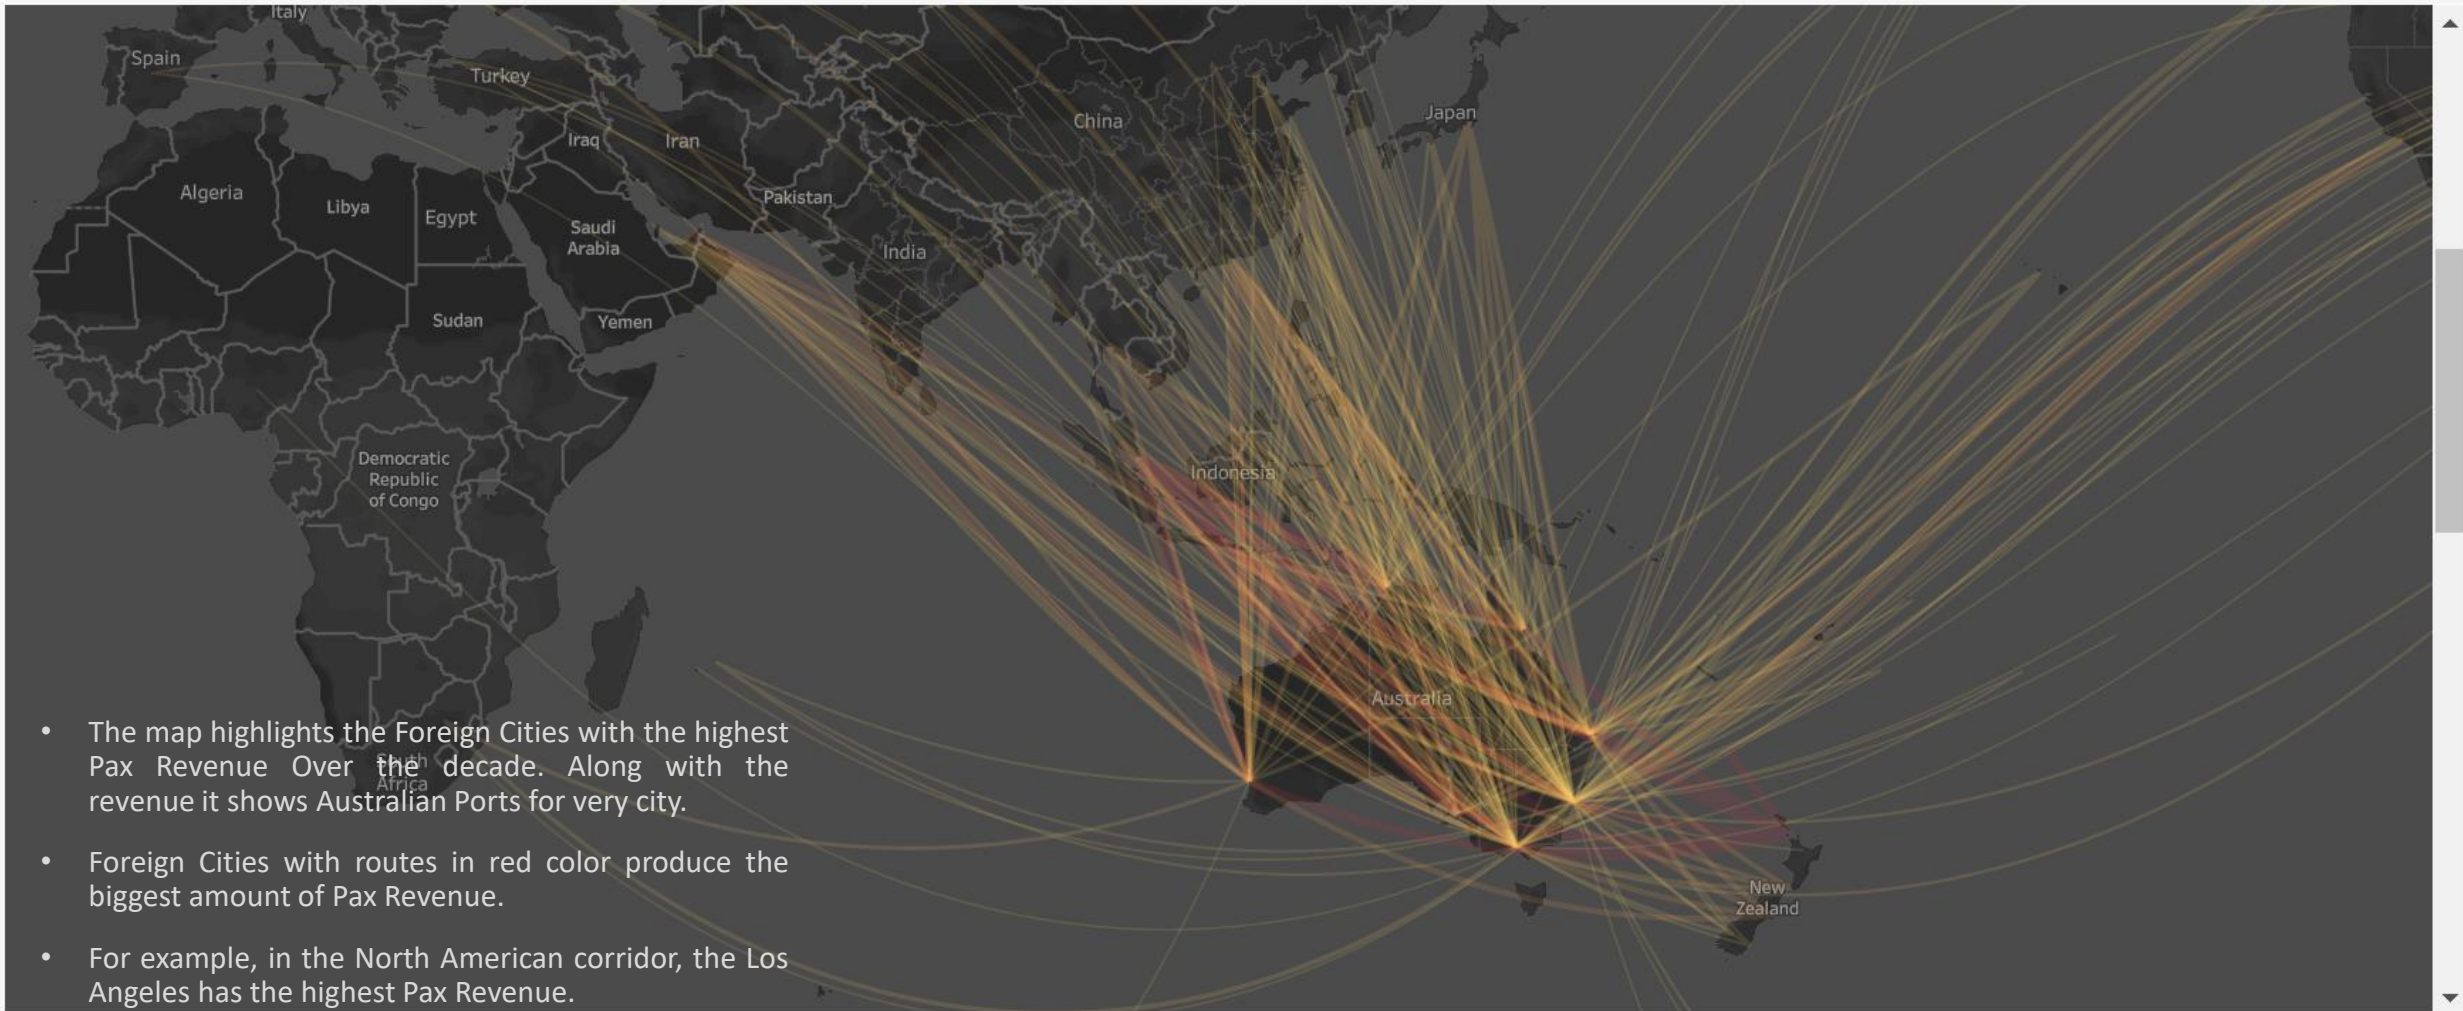 Italy
Spain
Turkey
China
Japan
Iraq
Iran
Algeria
Libya
Egypt
Pakistan
Saudi
Arabia
India
Sudan
Yemen
Democratic
Republic
of Congo
Indonesia
Australia
South
Africa
New
Zealand
• The map highlights the Foreign Cities with the highest
Pax Revenue Over the decade. Along with the
revenue it shows Australian Ports for very city.
• Foreign Cities with routes in red color produce the
biggest amount of Pax Revenue.
• For example, in the North American corridor, the Los
Angeles has the highest Pax Revenue.